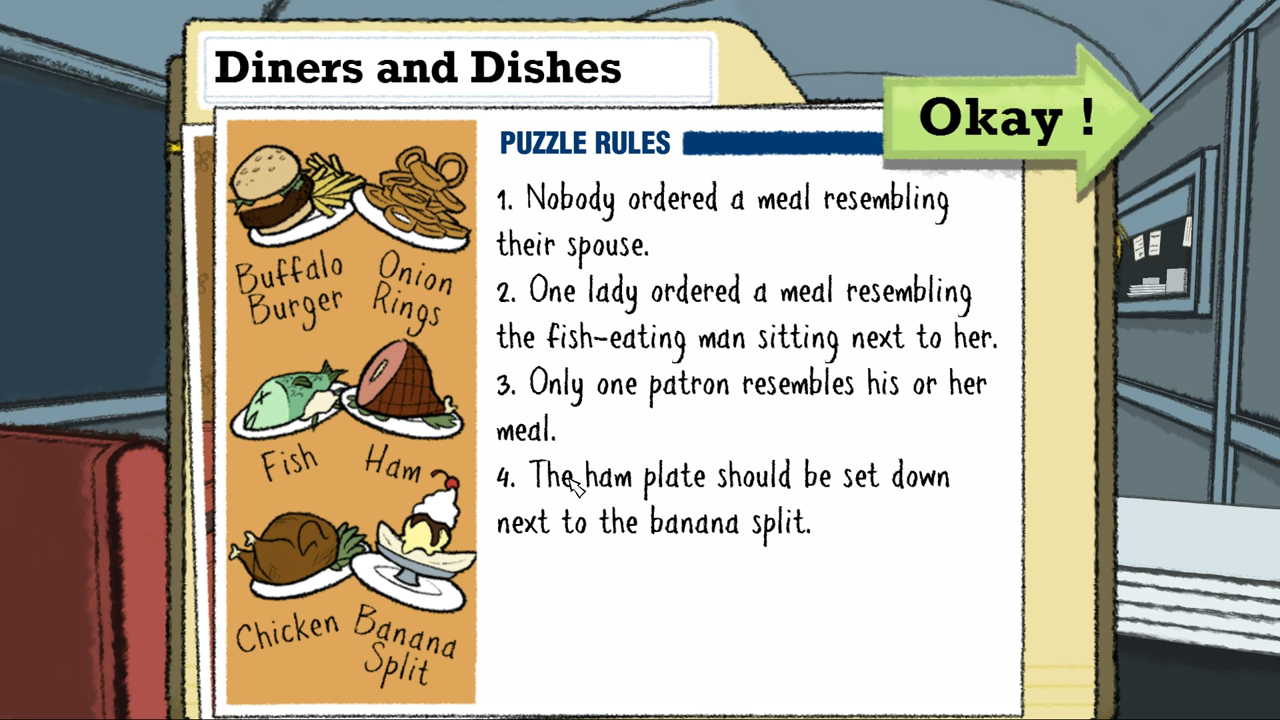 Diners and Dishes
Okay !
PUZZLE RULES
1. Nobody ordered a meal resembling
their spouse.
2. One lady ordered a meal resembling
the fish-eating man sitting next to her.
3. Only one patron resembles his or her
meal.
4. The ham plate should be set down
next to the banana split.
Buffalo
Burger
Onion
Rings
Fish
Ham
Chicken
Banana
Split